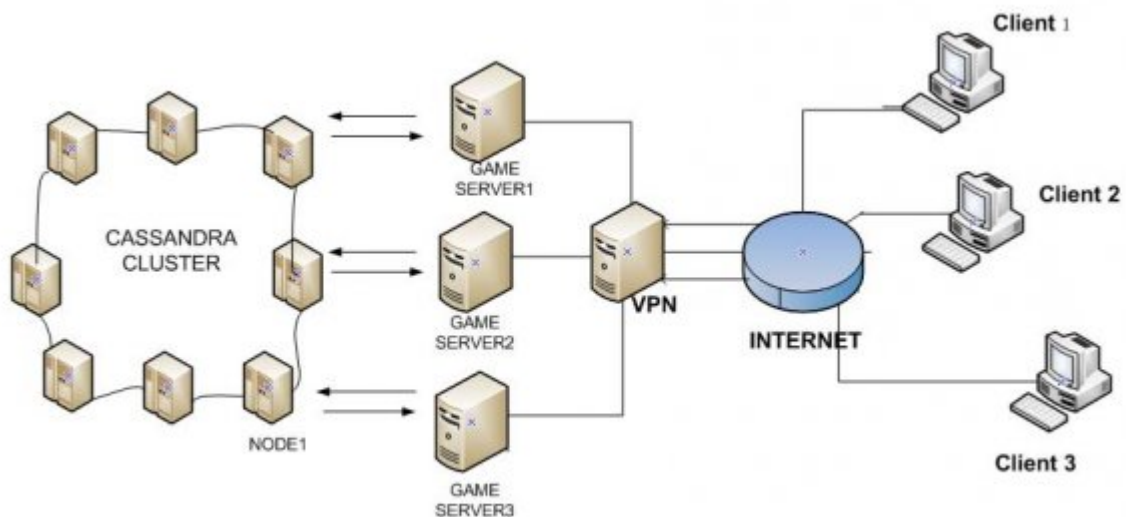 Client 1
GAME
SERVER1
Client 2
CASSANDRA
CLUSTER
VPN
GAME
SERVER2
INTERNET
NODE1
Client 3
GAME
SERVER3